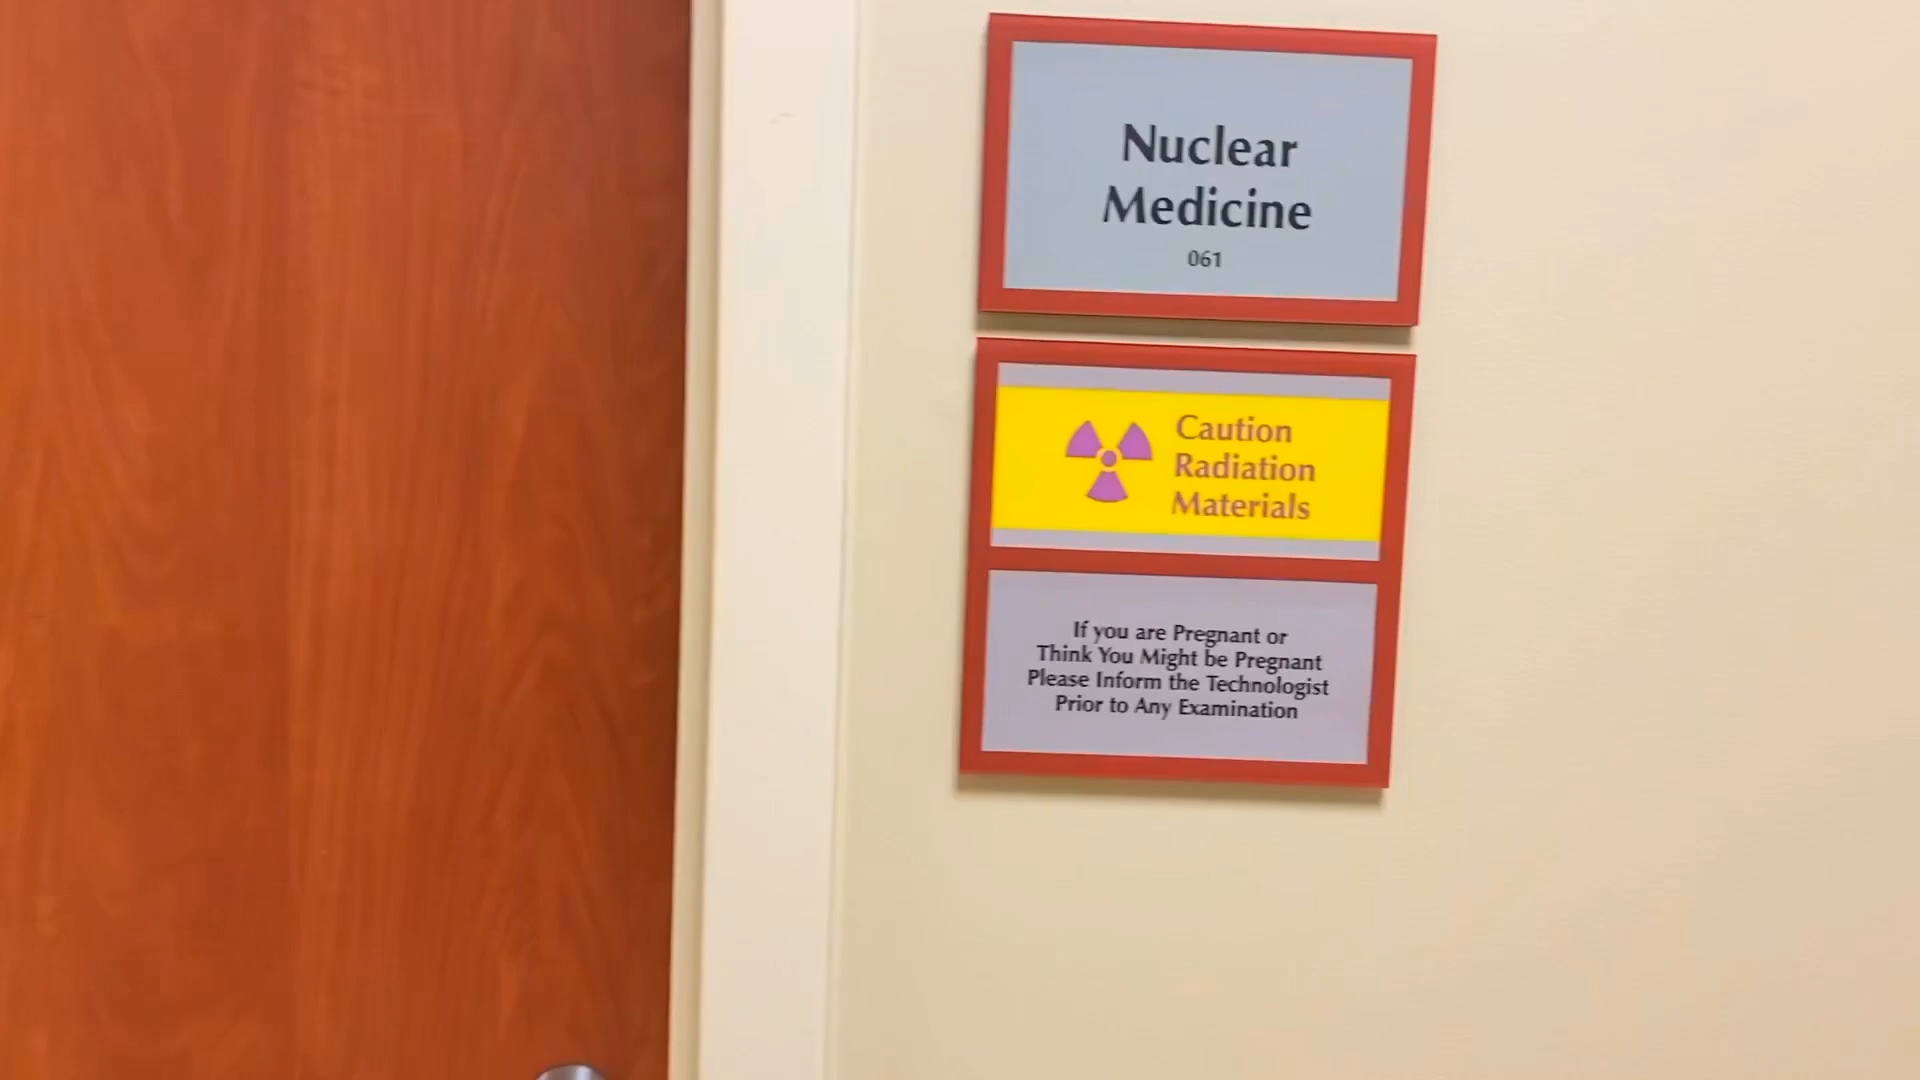 Nuclear
Medicine
061
Caution
Radiation
Materials
If you are Pregnant or
Think You Might be Pregnant
Please Inform the Technologist
Prior to Any Examination